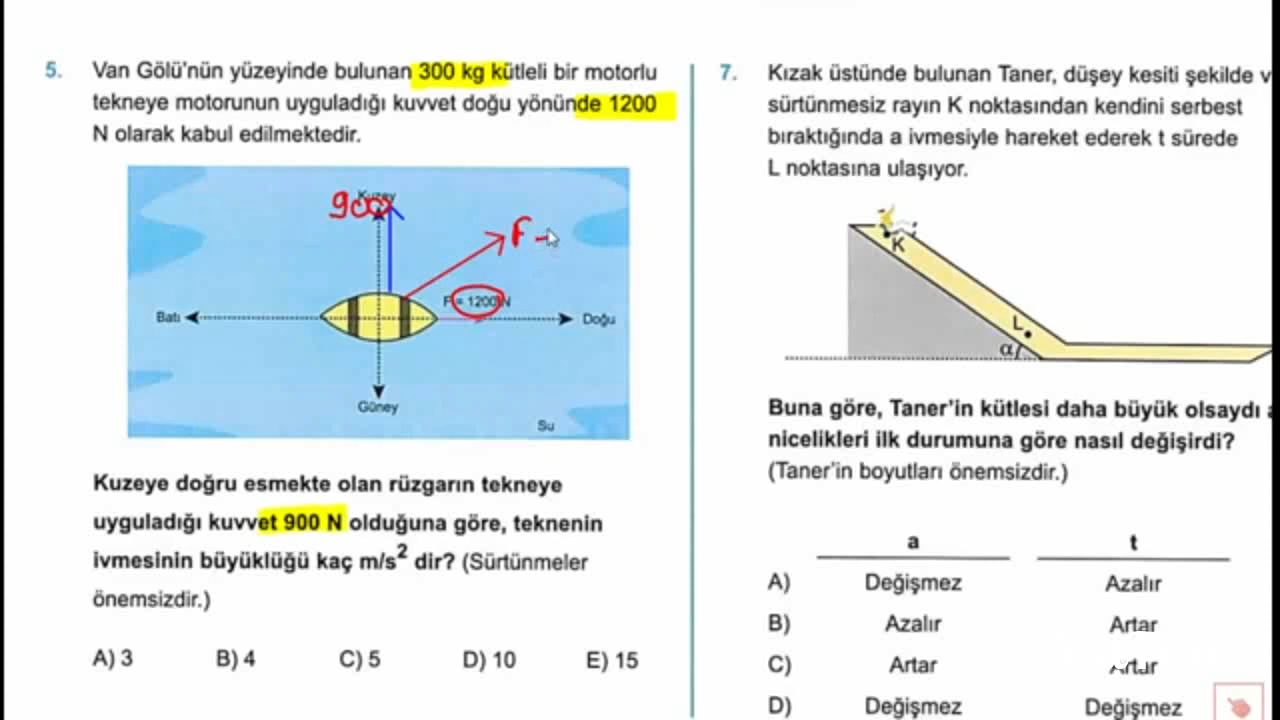 5. Van Gölü'nün yüzeyinde bulunan 300 kg kütleli bir motorlu
tekneye motorunun uyguladığı kuvvet doğu yönünde 1200
N olarak kabul edilmektedir.
Kuzey
900
F
F = 1200 N
Batı
Doğu
Güney
Su
Kuzeye doğru esmekte olan rüzgarın tekneye
uyguladığı kuvvet 900 N olduğuna göre, teknenin
ivmesinin büyüklüğü kaç m/s² dir? (Sürtünmeler
önemsizdir.)
A) 3 B) 4 C) 5 D) 10 E) 15
7. Kızak üstünde bulunan Taner, düşey kesiti şekilde v
sürtünmesiz rayın K noktasından kendini serbest
bıraktığında a ivmesiyle hareket ederek t sürede
L noktasına ulaşıyor.
K
L
α
Buna göre, Taner'in kütlesi daha büyük olsaydı a
nicelikleri ilk durumuna göre nasıl değişirdi?
(Taner'in boyutları önemsizdir.)
a t
A) Değişmez Azalır
B) Azalır Artar
C) Artar Artar
D) Değişmez Değişmez